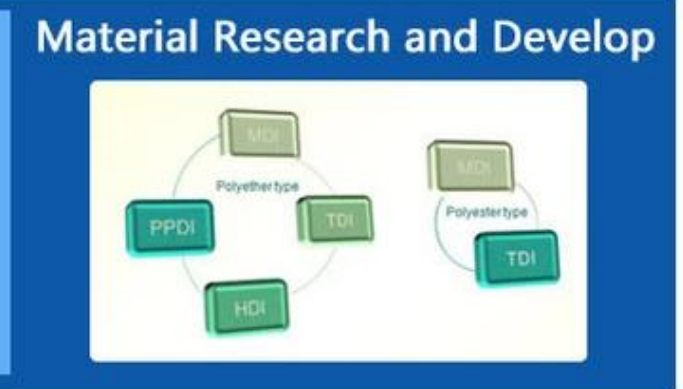 Material Research and Develop
MDI
Polyether type
PPDI
TDI
HDI
MDI
Polyester type
TDI